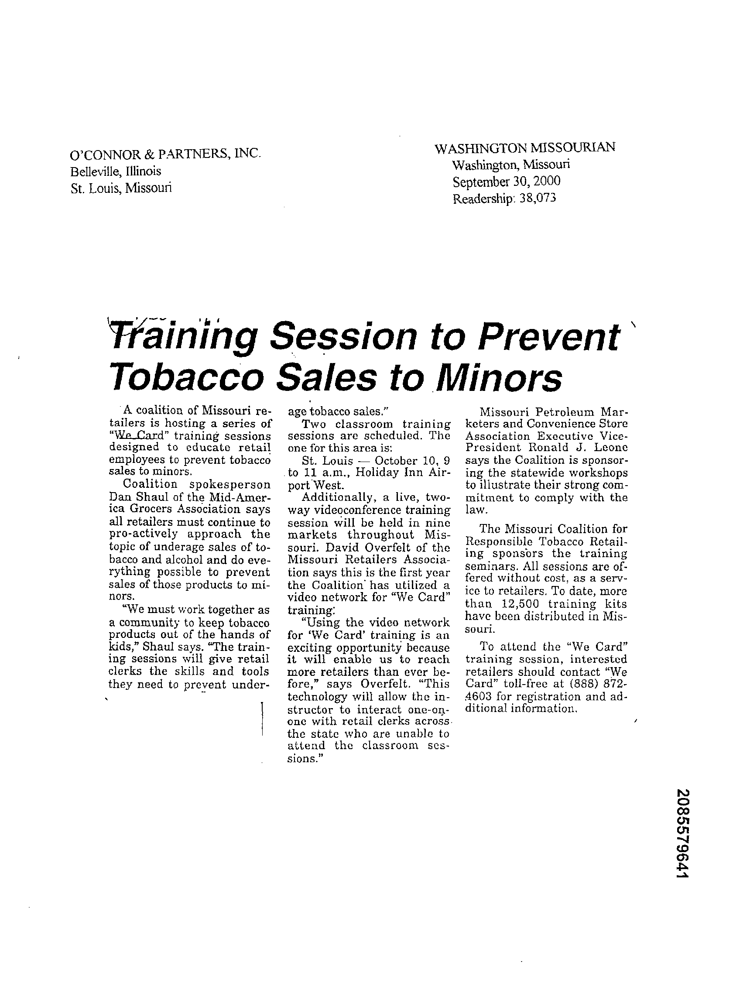 O'CONNOR & PARTNERS, INC.
Belleville, Illinois
St. Louis, Missouri
WASHINGTON MISSOURIAN
Washington, Missouri
September 30, 2000
Readership: 38,073
Training Session to Prevent
Tobacco Sales to Minors
A coalition of Missouri re-
tailers is hosting a series of
"We Card" training sessions
designed to educate retail
employees to prevent tobacco
sales to minors.
Coalition spokesperson
Dan Shaul of the Mid-Amer-
ica Grocers Association says
all retailers must continue to
pro-actively approach the
topic of underage sales of to-
bacco and alcohol and do eve-
rything possible to prevent
sales of those products to mi-
nors.
"We must work together as
a community to keep tobacco
products out of the hands of
kids," Shaul says. "The train-
ing sessions will give retail
clerks the skills and tools
they need to prevent under-
age tobacco sales."
Two classroom training
sessions are scheduled. The
one for this area is:
St. Louis — October 10, 9
to 11 a.m., Holiday Inn Air-
port West.
Additionally, a live, two-
way videoconference training
session will be held in nine
markets throughout Mis-
souri. David Overfelt of the
Missouri Retailers Associa-
tion says this is the first year
the Coalition has utilized a
video network for "We Card"
training:
"Using the video network
for 'We Card' training is an
exciting opportunity because
it will enable us to reach
more retailers than ever be-
fore," says Overfelt. "This
technology will allow the in-
structor to interact one-on-
one with retail clerks across
the state who are unable to
attend the classroom ses-
sions."
Missouri Petroleum Mar-
keters and Convenience Store
Association Executive Vice-
President Ronald J. Leone
says the Coalition is sponsor-
ing the statewide workshops
to illustrate their strong com-
mitment to comply with the
law.
The Missouri Coalition for
Responsible Tobacco Retail-
ing sponsors the training
seminars. All sessions are of-
fered without cost, as a serv-
ice to retailers. To date, more
than 12,500 training kits
have been distributed in Mis-
souri.
To attend the "We Card"
training session, interested
retailers should contact "We
Card" toll-free at (888) 872-
4603 for registration and ad-
ditional information.
2085579641